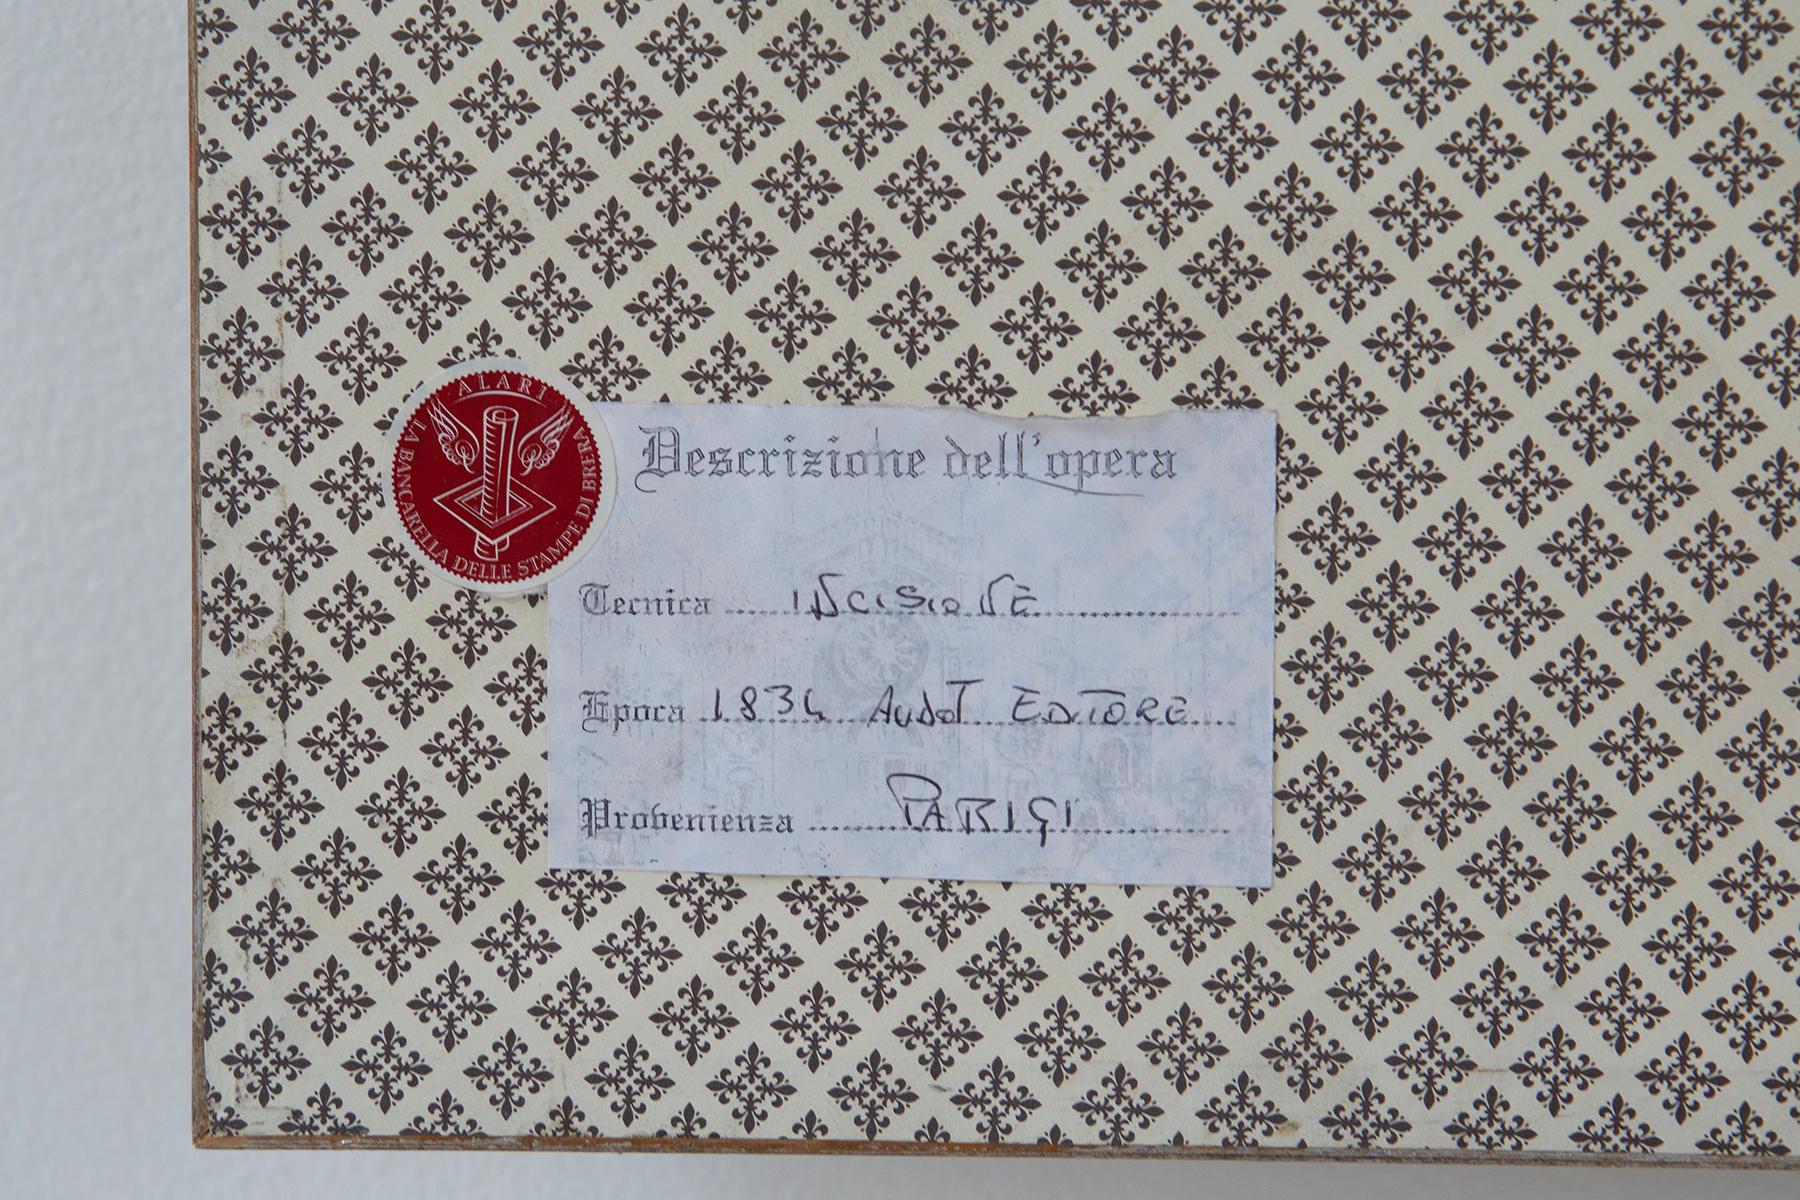 ALARI
LA BANCARELLA DELLE STAMPE DI BRERA
Descrizione dell'opera
Tecnica ..... INCISIONE
Epoca 1834 AUDOT EDITORE
Provenienza ..... PARIGI